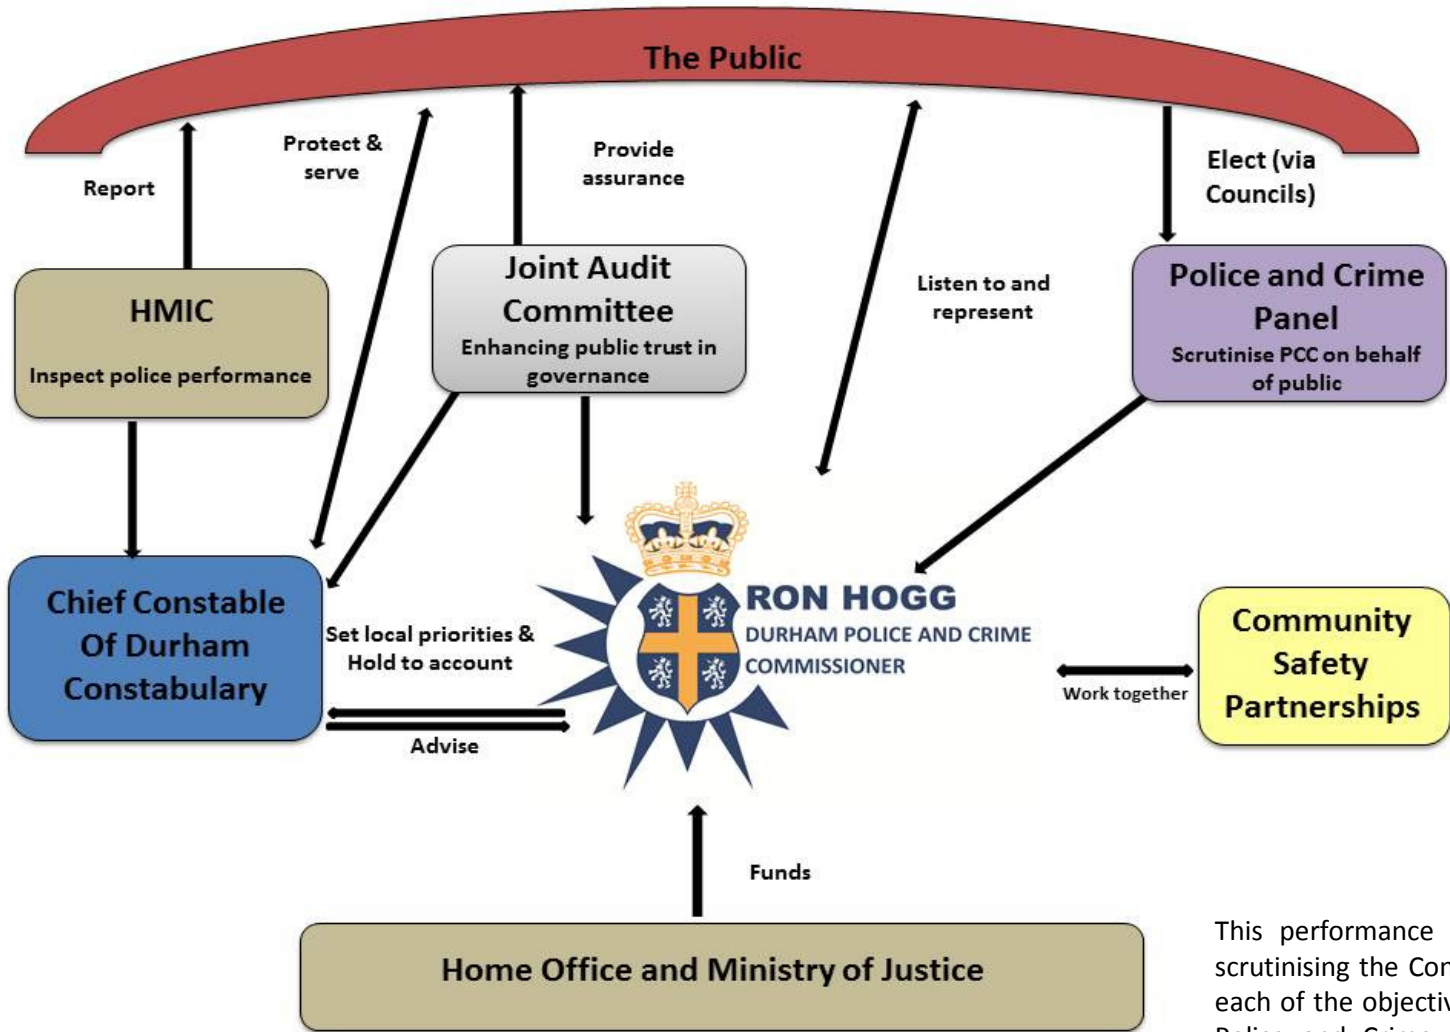 The Public
Report
Protect &
serve
Provide
assurance
Elect (via
Councils)
HMIC
Inspect police performance
Joint Audit
Committee
Enhancing public trust in
governance
Listen to and
represent
Police and Crime
Panel
Scrutinise PCC on behalf
of public
Chief Constable
Of Durham
Constabulary
Set local priorities &
Hold to account
Advise
RON HOGG
DURHAM POLICE AND CRIME
COMMISSIONER
Work together
Community
Safety
Partnerships
Funds
Home Office and Ministry of Justice
This performance
scrutinising the
each of the